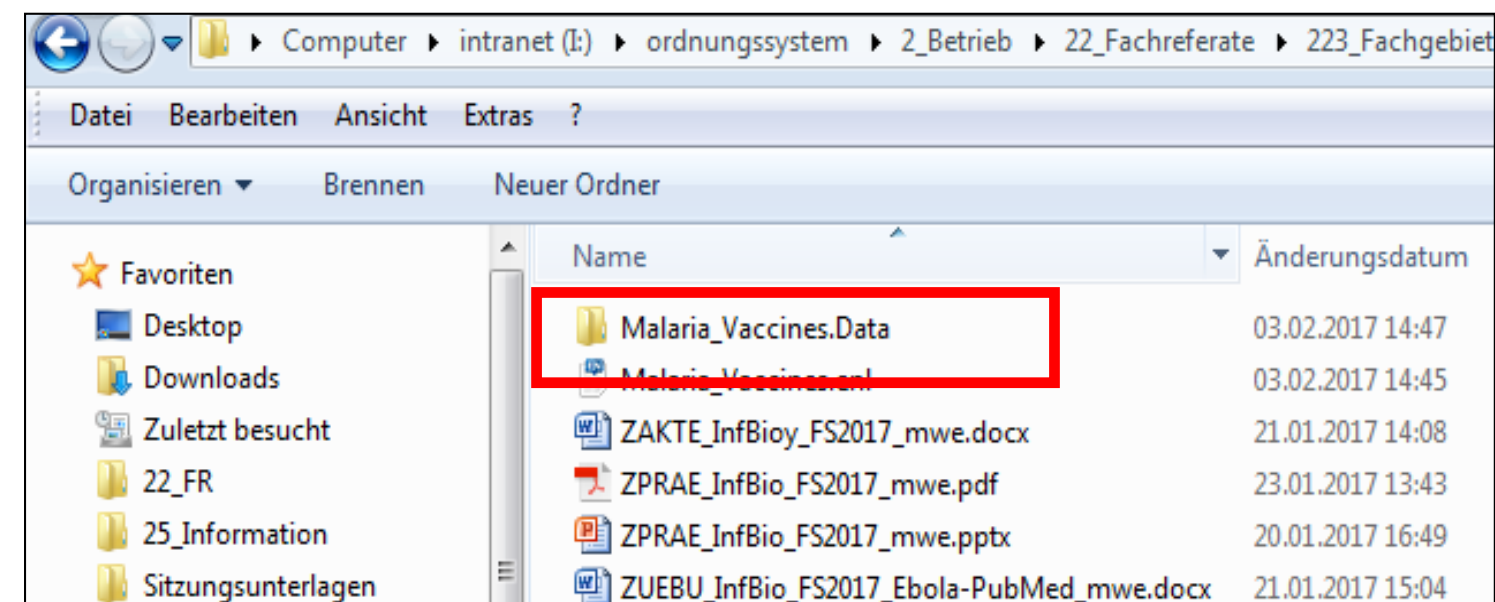 Computer ▸ intranet (I:) ▸ ordnungssystem ▸ 2_Betrieb ▸ 22_Fachreferate ▸ 223_Fachgebiet
Datei Bearbeiten Ansicht Extras ?
Organisieren Brennen Neuer Ordner
Name Änderungsdatum
Favoriten
Desktop Malaria_Vaccines.Data 03.02.2017 14:47
Downloads Malaria_Vaccines.enl 03.02.2017 14:45
Zuletzt besucht ZAKTE_InfBioy_FS2017_mwe.docx 21.01.2017 14:08
22_FR ZPRAE_InfBio_FS2017_mwe.pdf 23.01.2017 13:43
25_Information ZPRAE_InfBio_FS2017_mwe.pptx 20.01.2017 16:49
Sitzungsunterlagen ZUEBU_InfBio_FS2017_Ebola-PubMed_mwe.docx 21.01.2017 15:04